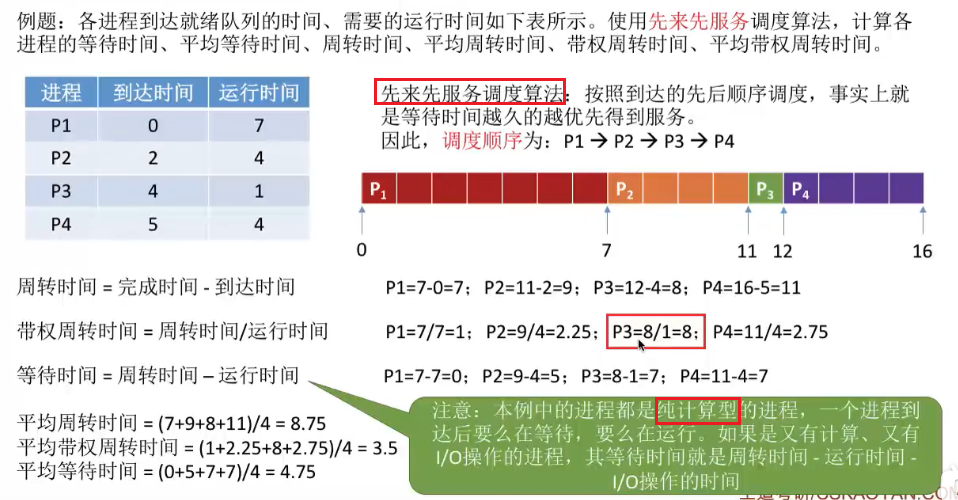 例题：各进程到达就绪队列的时间、需要的运行时间如下表所示。使用先来先服务调度算法，计算各
进程的等待时间、平均等待时间、周转时间、平均周转时间、带权周转时间、平均带权周转时间。
进程 到达时间 运行时间
P1 0 7
P2 2 4
P3 4 1
P4 5 4
先来先服务调度算法：按照到达的先后顺序调度，事实上就
是等待时间越久的越优先得到服务。
因此，调度顺序为：P1 → P2 → P3 → P4
P1 P2 P3 P4
0 7 11 12 16
周转时间 = 完成时间 - 到达时间 P1=7-0=7；P2=11-2=9；P3=12-4=8；P4=16-5=11
带权周转时间 = 周转时间/运行时间 P1=7/7=1；P2=9/4=2.25；P3=8/1=8；P4=11/4=2.75
等待时间 = 周转时间 – 运行时间 P1=7-7=0；P2=9-4=5；P3=8-1=7；P4=11-4=7
平均周转时间 = (7+9+8+11)/4 = 8.75
平均带权周转时间 = (1+2.25+8+2.75)/4 = 3.5
平均等待时间 = (0+5+7+7)/4 = 4.75
注意：本例中的进程都是纯计算型的进程，一个进程到
达后要么在等待，要么在运行。如果是又有计算、又有
I/O操作的进程，其等待时间就是周转时间 - 运行时间 -
I/O操作的时间